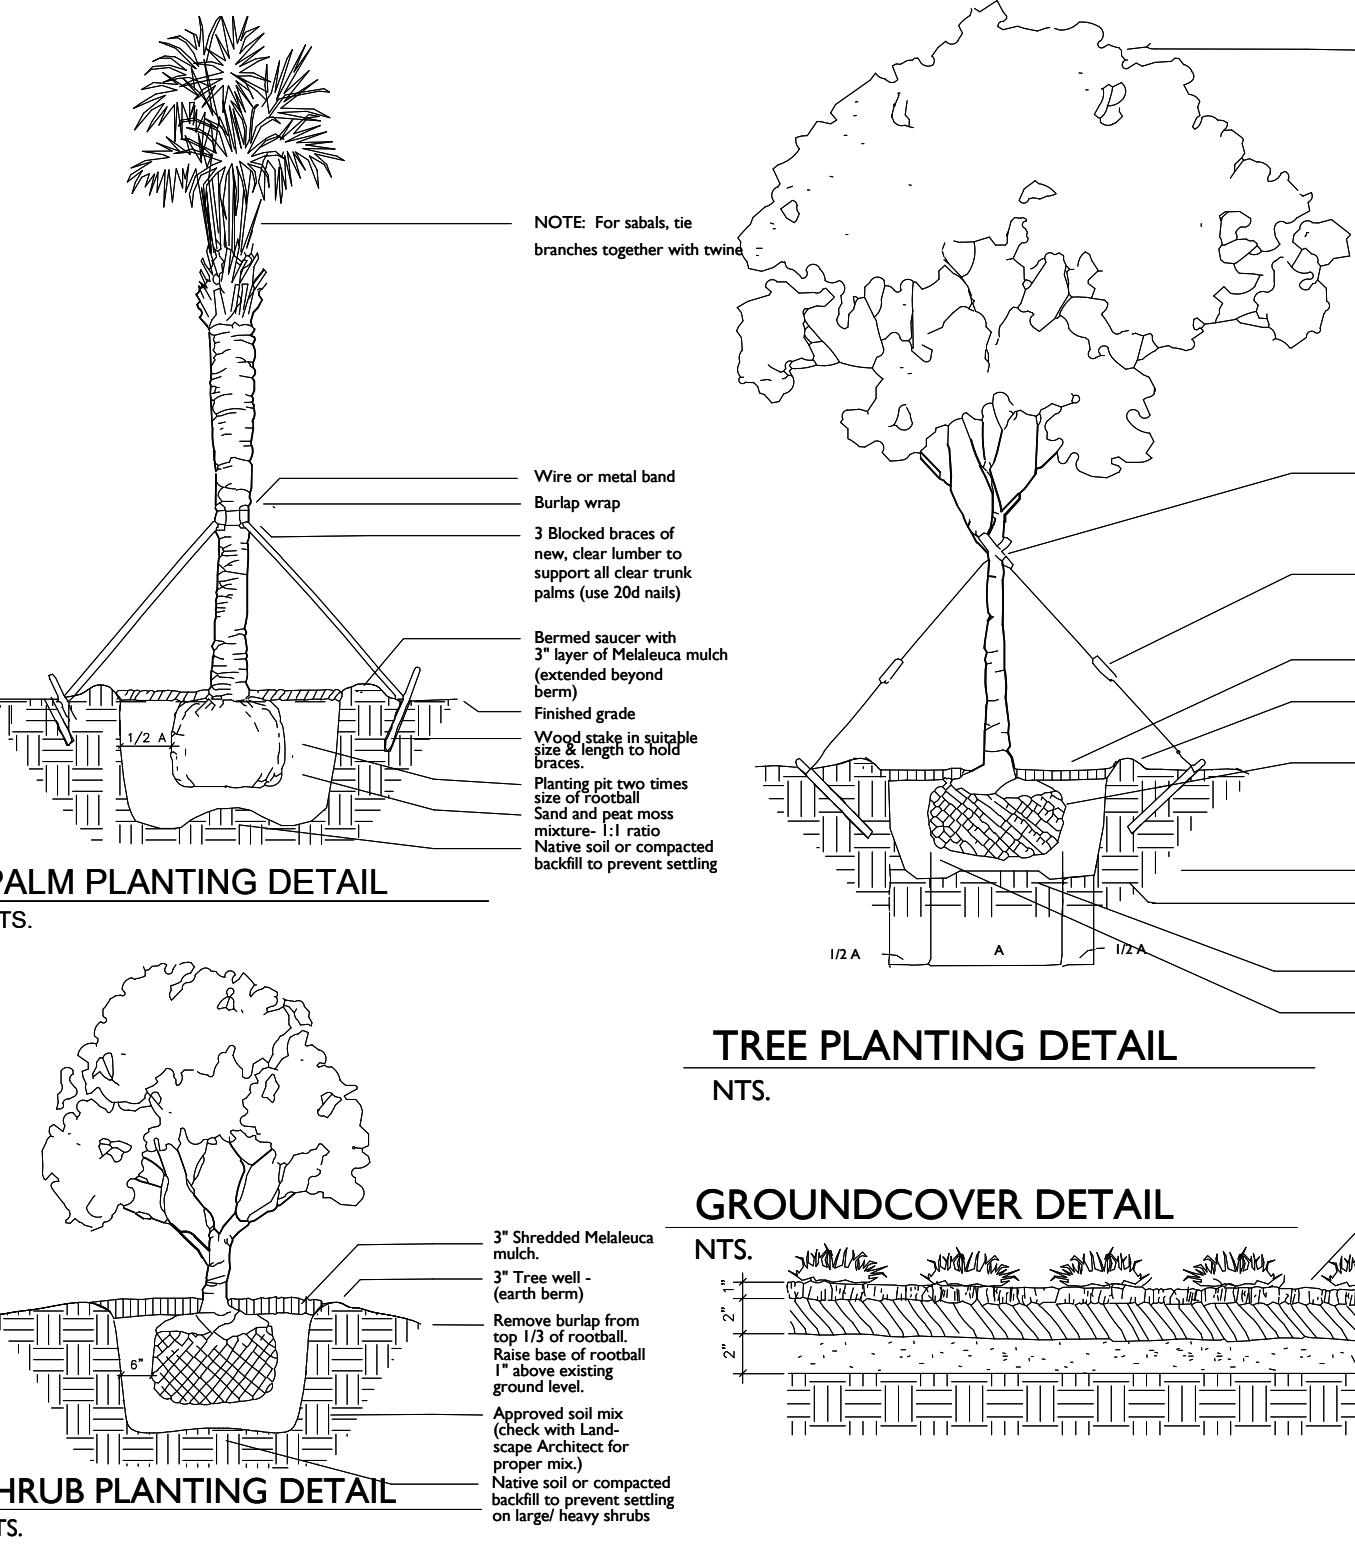 NOTE: For sabals, tie
branches together with twine
Wire or metal band
Burlap wrap
3 Blocked braces of
new, clear lumber to
support all clear trunk
palms (use 20d nails)
Bermed saucer with
3" layer of Melaleuca mulch
(extended beyond
berm)
Finished grade
Wood stake in suitable
size & length to hold
braces.
Planting pit two times
size of rootball
Sand and peat moss
mixture- 1:1 ratio
Native soil or compacted
backfill to prevent settling
1/2 A
PALM PLANTING DETAIL
TS.
1/2 A
A
1/2 A
TREE PLANTING DETAIL
NTS.
3" Shredded Melaleuca
mulch.
3" Tree well -
(earth berm)
Remove burlap from
top 1/3 of rootball.
Raise base of rootball
1" above existing
ground level.
Approved soil mix
(check with Land-
scape Architect for
proper mix.)
Native soil or compacted
backfill to prevent settling
on large/ heavy shrubs
6"
HRUB PLANTING DETAIL
TS.
GROUNDCOVER DETAIL
NTS.
1"
2"
2"